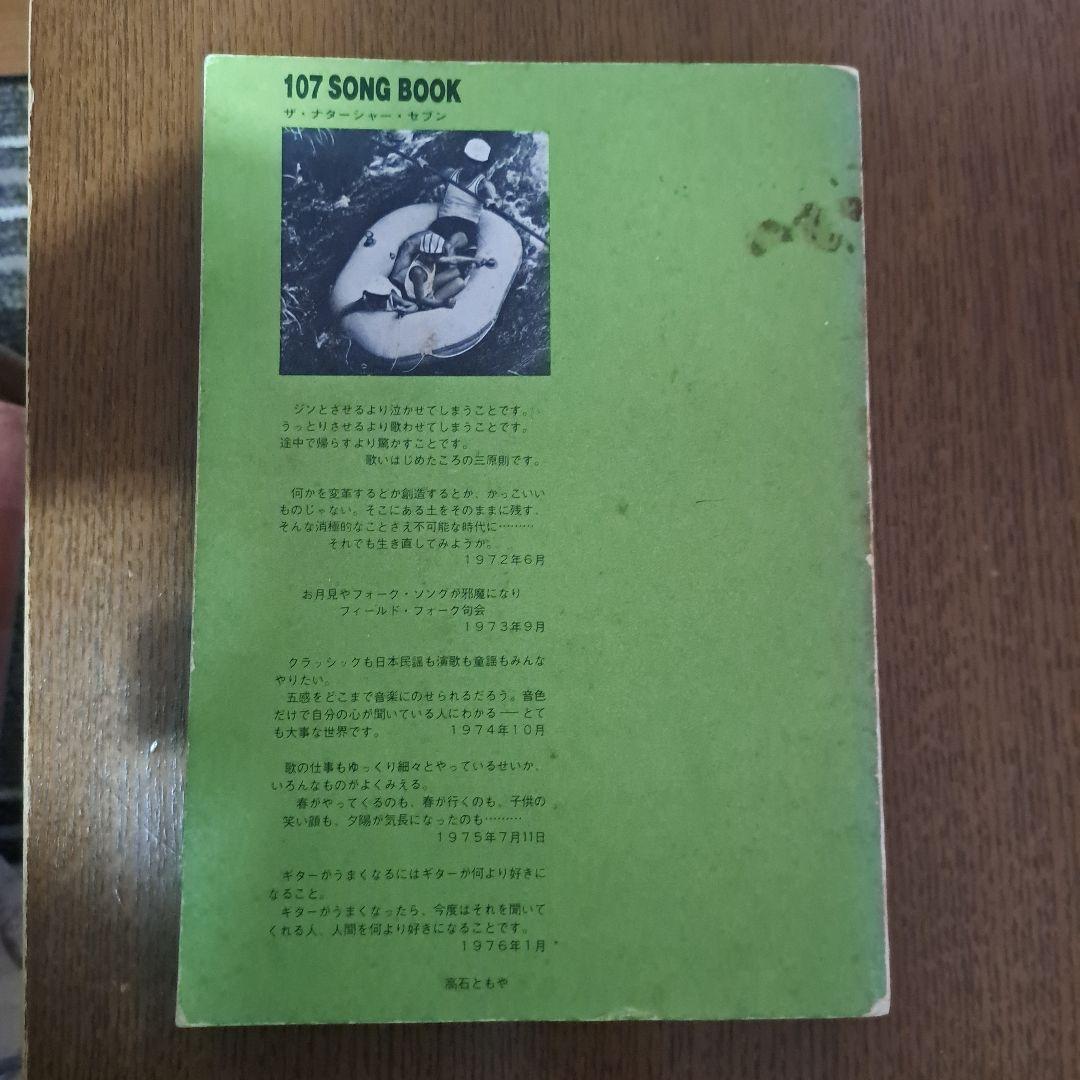 107 SONG BOOK
ザ・ナターシャー・セブン
ジンとさせるより泣かせてしまうことです。
うっとりさせるより歌わせてしまうことです。
途中で帰らすより驚かすことです。
歌いはじめたころの三原則です。
何かを変革するとか創造するとか、かっこいい
ものじゃない。そこにある土をそのままに残す、
そんな消極的なことさえ不可能な時代に………
それでも生き直してみようか。
1972年6月
お月見やフォーク・ソングが邪魔になり
フィールド・フォーク句会
1973年9月
クラッシックも日本民謡も演歌も童謡もみんな
やりたい。
五感をどこまで音楽にのせられるだろう。音色
だけで自分の心が聞いている人にわかる──とて
も大事な世界です。 1974年10月
歌の仕事もゆっくり細々とやっているせいか、
いろんなものがよくみえる。
春がやってくるのも、春が行くのも、子供の
笑い顔も、夕陽が気長になったのも………
1975年7月11日
ギターがうまくなるにはギターが何より好きに
なること。
ギターがうまくなったら、今度はそれを聞いて
くれる人、人間を何より好きになることです。
1976年1月
高石ともや